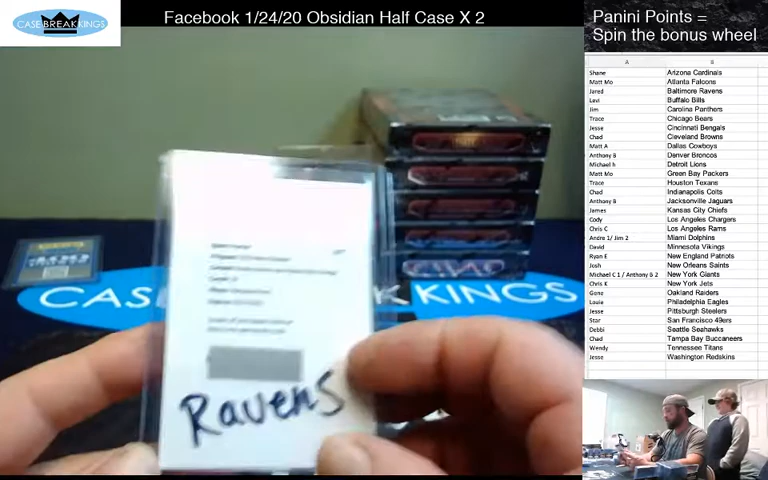 CASE BREAK KINGS
Facebook 1/24/20 Obsidian Half Case X 2
Panini Points =
Spin the bonus wheel
A B
Shane Arizona Cardinals
Matt Mo Atlanta Falcons
Jared Baltimore Ravens
Levi Buffalo Bills
Jim Carolina Panthers
Trace Chicago Bears
Jesse Cincinnati Bengals
Chad Cleveland Browns
Matt A Dallas Cowboys
Anthony B Denver Broncos
Michael h Detroit Lions
Matt Mo Green Bay Packers
Trace Houston Texans
Chad Indianapolis Colts
Anthony B Jacksonville Jaguars
James Kansas City Chiefs
Cody Los Angeles Chargers
Chris C Los Angeles Rams
Andre 1/ Jim 2 Miami Dolphins
David Minnesota Vikings
Ryan E New England Patriots
Josh New Orleans Saints
Michael C 1 / Anthony B 2 New York Giants
Chris K New York Jets
Gene Oakland Raiders
Louie Philadelphia Eagles
Jesse Pittsburgh Steelers
Star San Francisco 49ers
Debbi Seattle Seahawks
Chad Tampa Bay Buccaneers
Wendy Tennessee Titans
Jesse Washington Redskins
CAS KINGS
Ravens